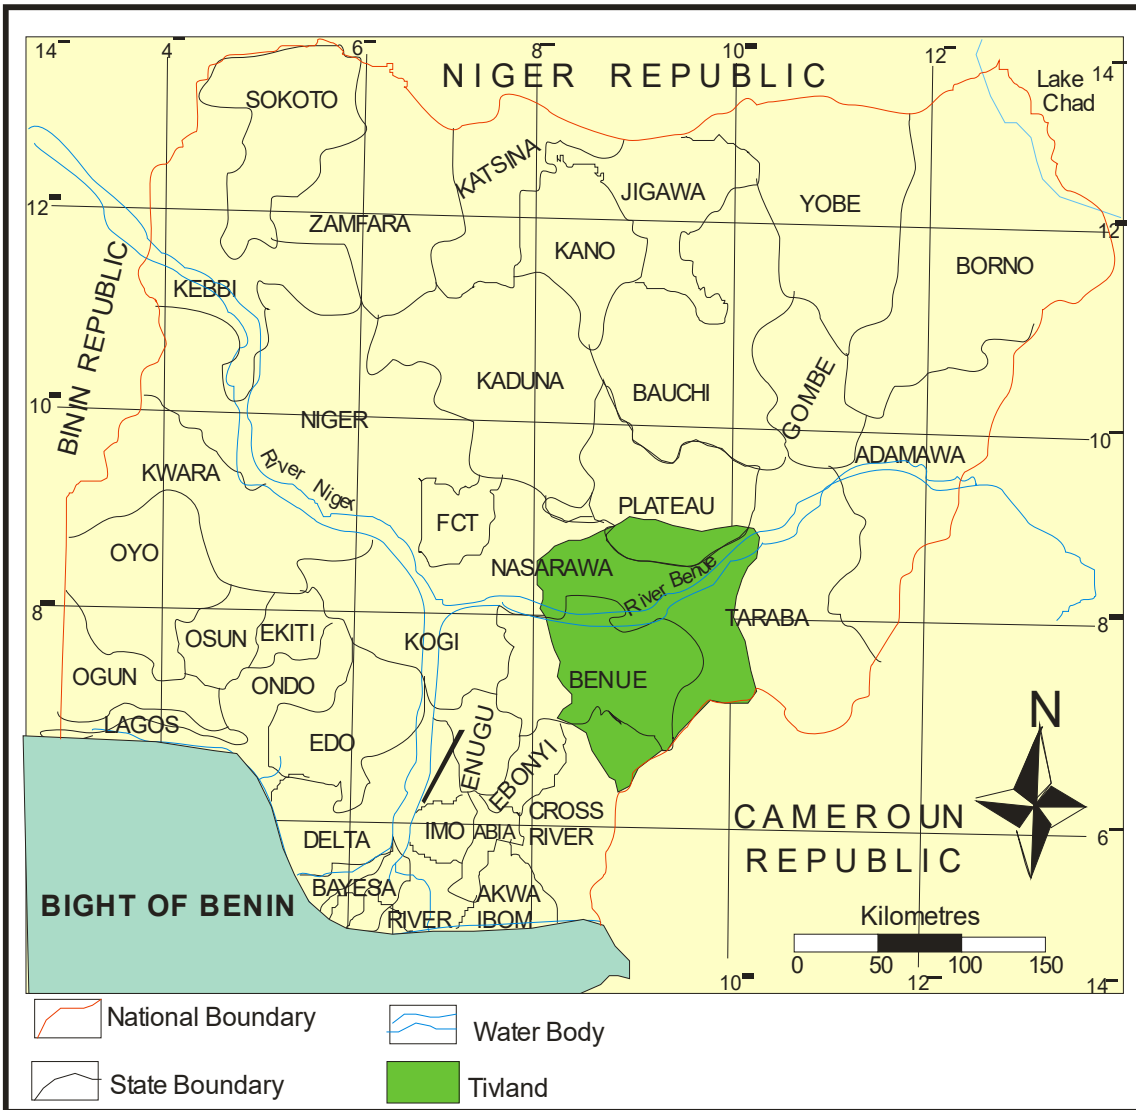 14 4 6 8 10 12 14
NIGER REPUBLIC
Lake
Chad
SOKOTO
KATSINA
JIGAWA
YOBE
12
ZAMFARA
12
KANO
BORNO
BININ REPUBLIC
KEBBI
KADUNA
BAUCHI
GOMBE
10
NIGER
10
KWARA
River Niger
ADAMAWA
PLATEAU
FCT
OYO
NASARAWA
River Benue
8
TARABA
8
OSUN
EKITI
KOGI
OGUN
ONDO
BENUE
LAGOS
EDO
ENUGU
EBONYI
N
CROSS
RIVER
CAMEROUN
REPUBLIC
DELTA
IMO
ABIA
6
BAYESA
AKWA
IBOM
RIVER
BIGHT OF BENIN
Kilometres
0 50 100 150
10 12 14
National Boundary
Water Body
State Boundary
Tivland